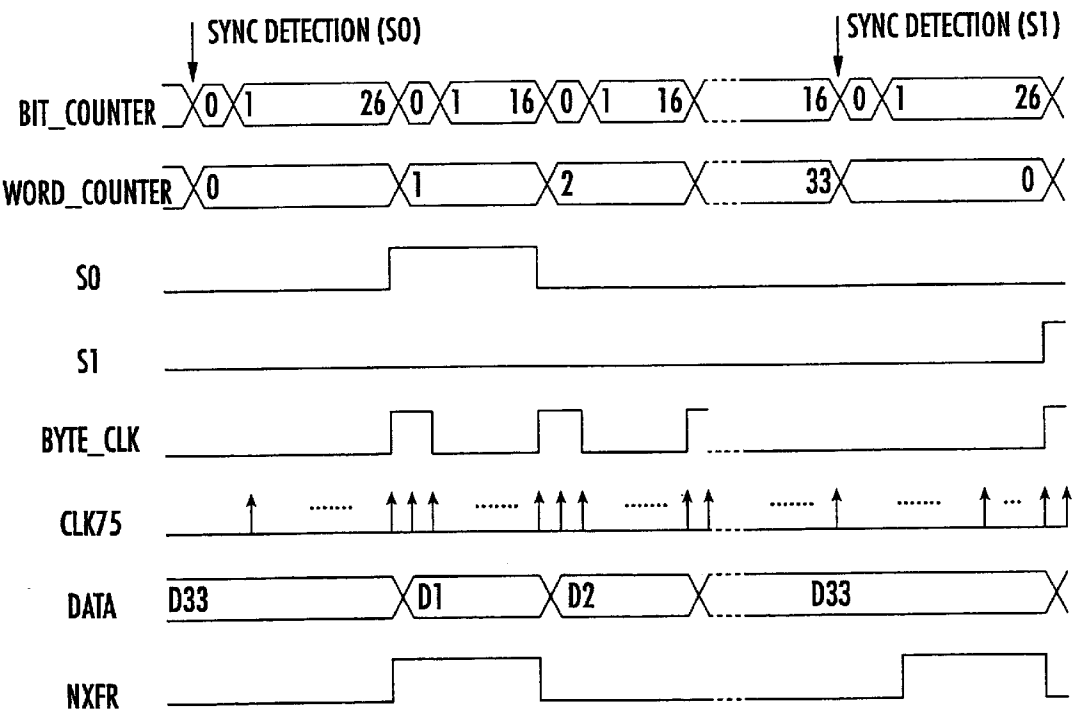 SYNC DETECTION (S0) SYNC DETECTION (S1)
BIT_COUNTER 0 1 26 0 1 16 0 1 16 16 0 1 26
WORD_COUNTER 0 1 2 33 0
S0
S1
BYTE_CLK
CLK75
DATA D33 D1 D2 D33
NXFR